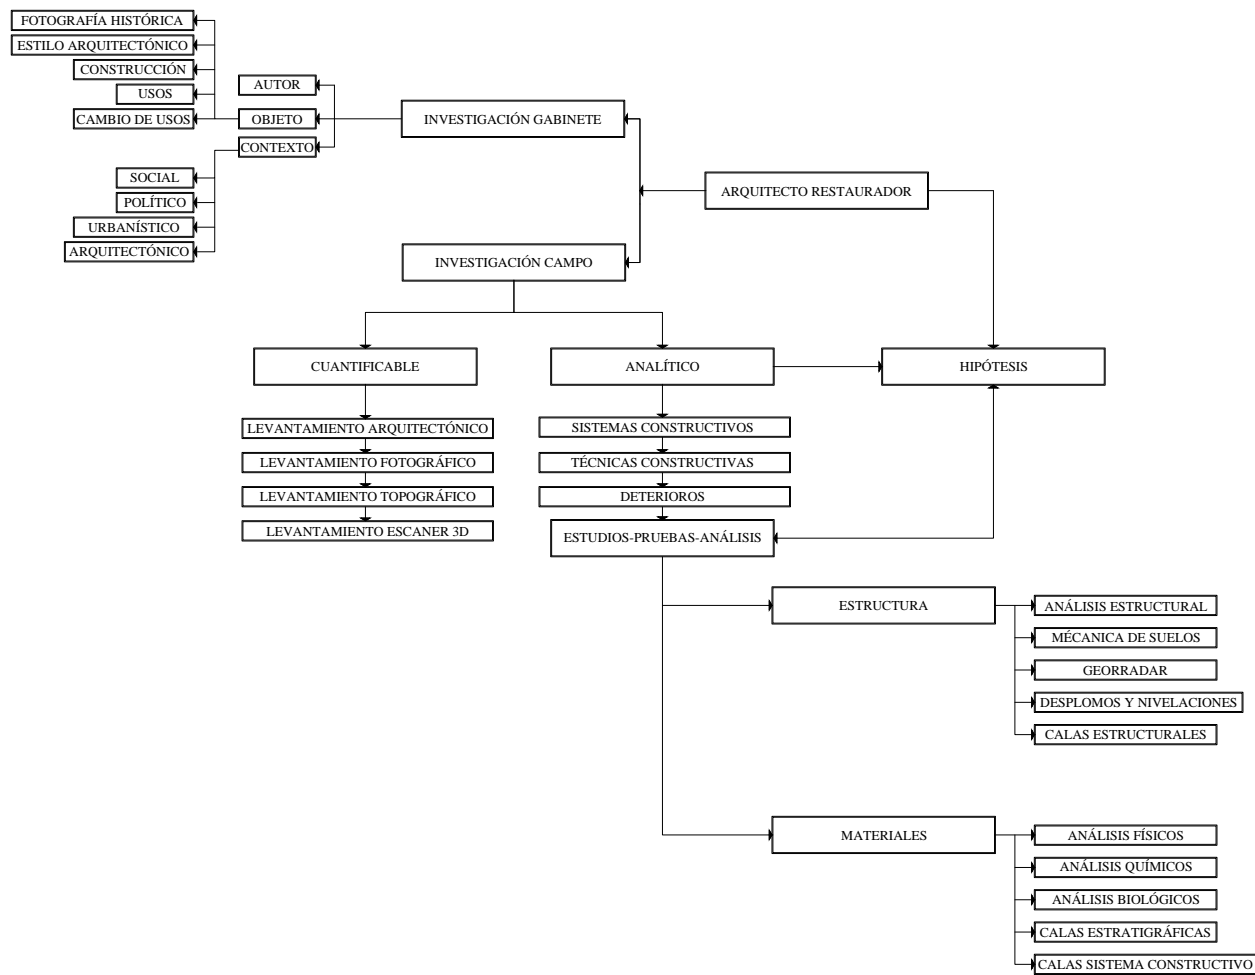 FOTOGRAFÍA HISTÓRICA
ESTILO ARQUITECTÓNICO
CONSTRUCCIÓN
USOS
CAMBIO DE USOS
AUTOR
OBJETO
CONTEXTO
SOCIAL
POLÍTICO
URBANÍSTICO
ARQUITECTÓNICO
INVESTIGACIÓN GABINETE
ARQUITECTO RESTAURADOR
INVESTIGACIÓN CAMPO
CUANTIFICABLE
ANALÍTICO
HIPÓTESIS
LEVANTAMIENTO ARQUITECTÓNICO
LEVANTAMIENTO FOTOGRÁFICO
LEVANTAMIENTO TOPOGRÁFICO
LEVANTAMIENTO ESCANER 3D
SISTEMAS CONSTRUCTIVOS
TÉCNICAS CONSTRUCTIVAS
DETERIOROS
ESTUDIOS-PRUEBAS-ANÁLISIS
ESTRUCTURA
ANÁLISIS ESTRUCTURAL
MÉCANICA DE SUELOS
GEORRADAR
DESPLOMOS Y NIVELACIONES
CALAS ESTRUCTURALES
MATERIALES
ANÁLISIS FÍSICOS
ANÁLISIS QUÍMICOS
ANÁLISIS BIOLÓGICOS
CALAS ESTRATIGRÁFICAS
CALAS SISTEMA CONSTRUCTIVO